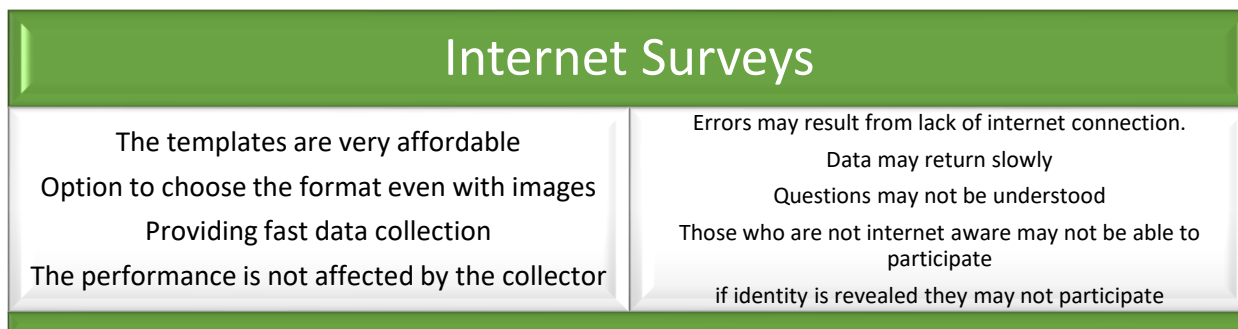 Internet Surveys
The templates are very affordable
Option to choose the format even with images
Providing fast data collection
The performance is not affected by the collector
Errors may result from lack of internet connection.
Data may return slowly
Questions may not be understood
Those who are not internet aware may not be able to
participate
if identity is revealed they may not participate